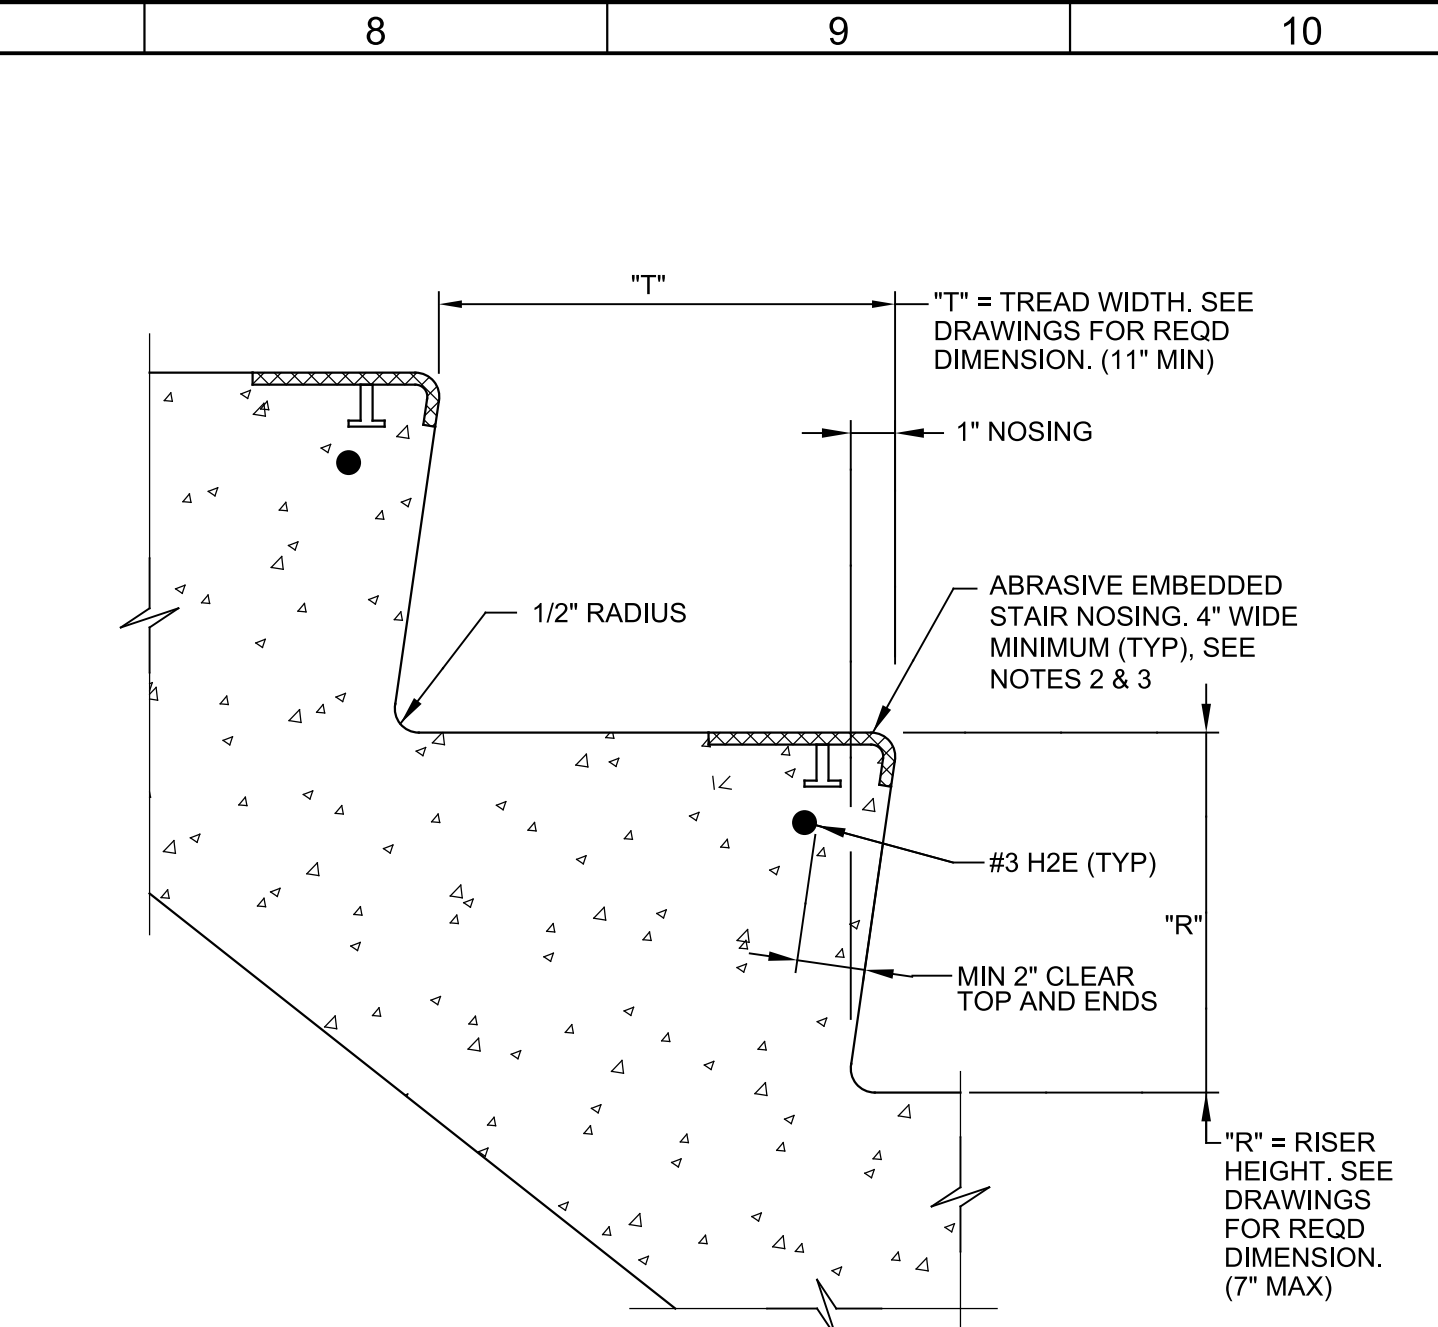 8
9
10
"T"
"T" = TREAD WIDTH. SEE
DRAWINGS FOR REQD
DIMENSION. (11" MIN)
1" NOSING
ABRASIVE EMBEDDED
STAIR NOSING. 4" WIDE
MINIMUM (TYP), SEE
NOTES 2 & 3
1/2" RADIUS
#3 H2E (TYP)
"R"
MIN 2" CLEAR
TOP AND ENDS
"R" = RISER
HEIGHT. SEE
DRAWINGS
FOR REQD
DIMENSION.
(7" MAX)